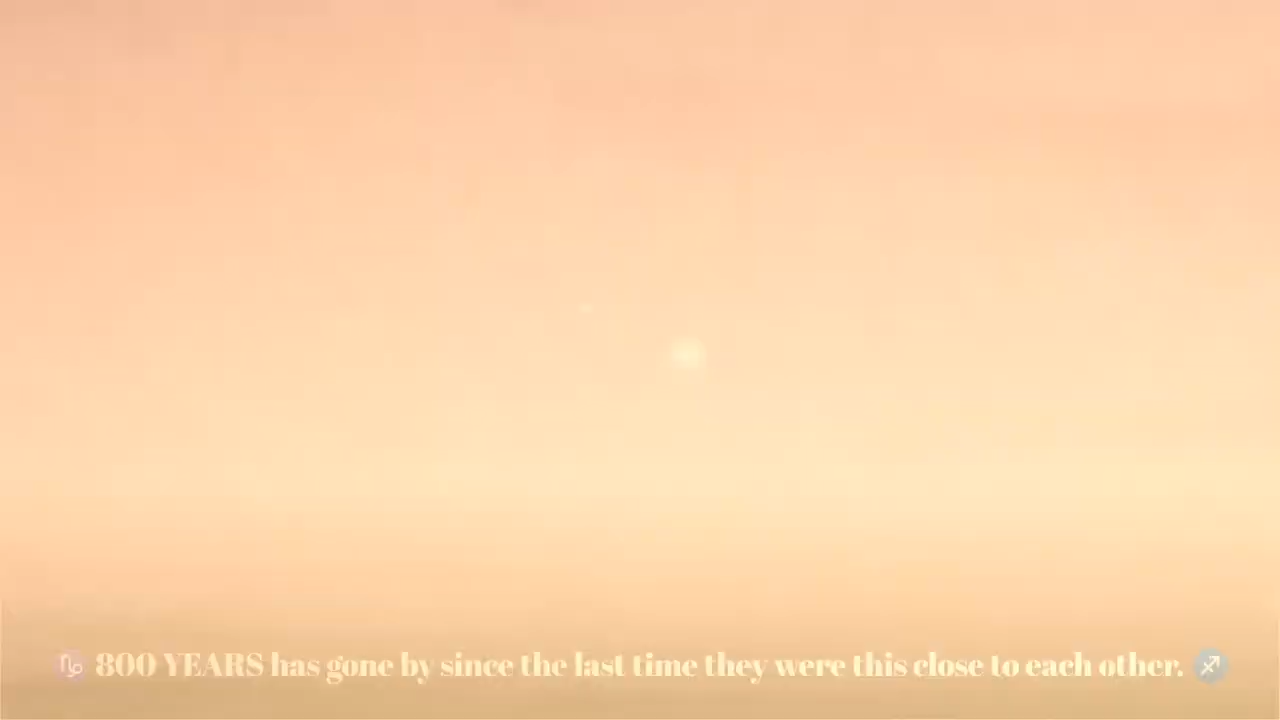 ♑ 800 YEARS has gone by since the last time they were this close to each other. ♐